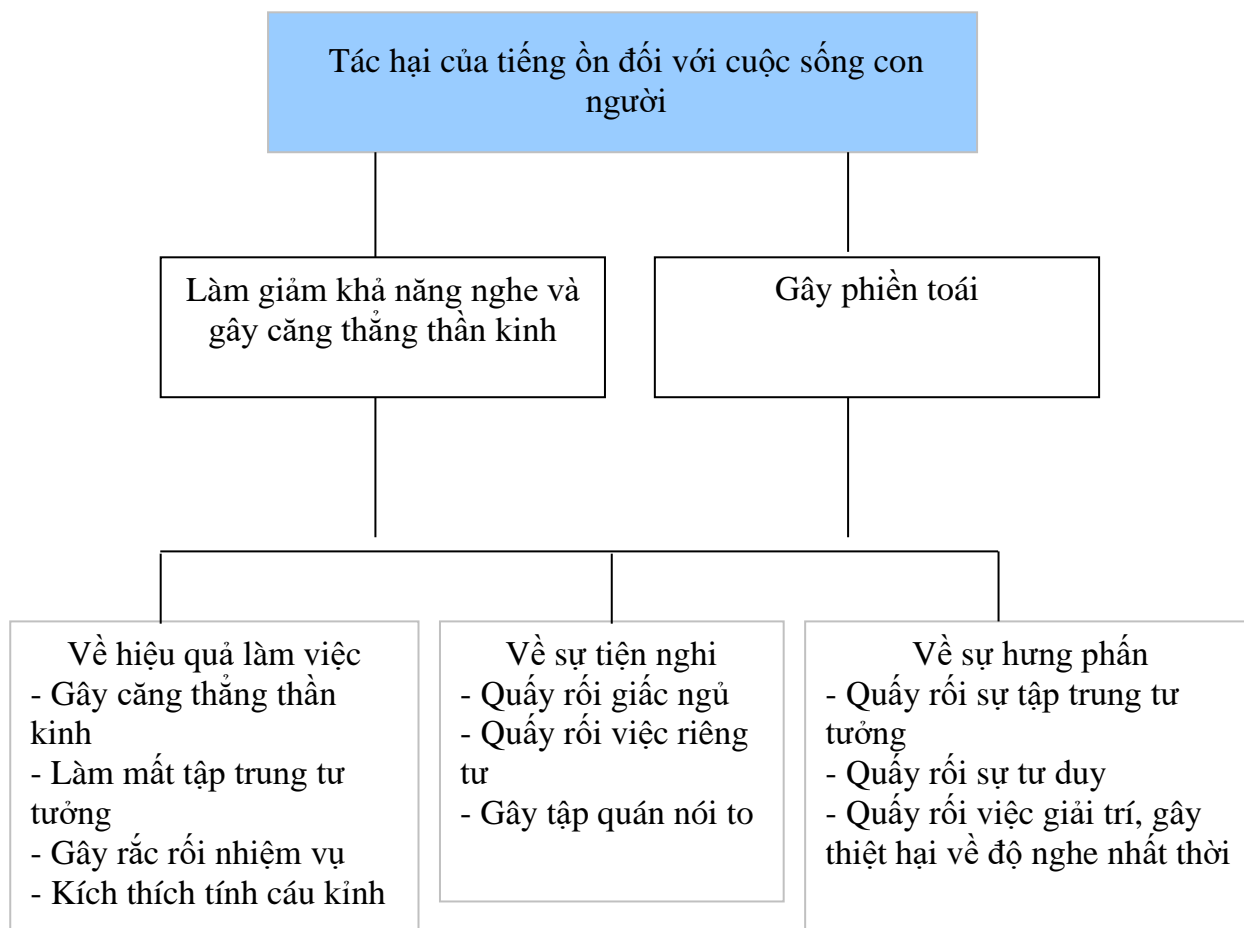 Tác hại của tiếng ồn đối với cuộc sống con
người
Làm giảm khả năng nghe và
gây căng thẳng thần kinh
Gây phiền toái
Về hiệu quả làm việc
- Gây căng thẳng thần
kinh
- Làm mất tập trung tư
tưởng
- Gây rắc rối nhiệm vụ
- Kích thích tính cáu kỉnh
Về sự tiện nghi
- Quấy rối giấc ngủ
- Quấy rối việc riêng
tư
- Gây tập quán nói to
Về sự hưng phấn
- Quấy rối sự tập trung tư
tưởng
- Quấy rối sự tư duy
- Quấy rối việc giải trí, gây
thiệt hại về độ nghe nhất thời